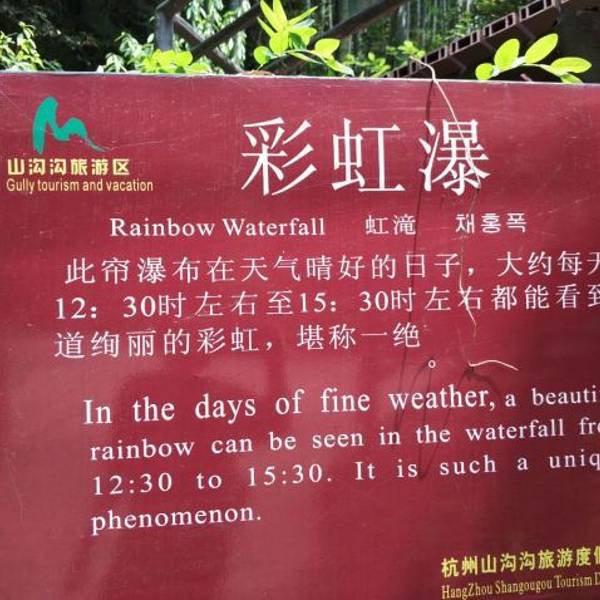 山沟沟旅游区
Gully tourism and vacation
彩虹瀑
Rainbow Waterfall 虹滝 채홍폭
此帘瀑布在天气晴好的日子，大约每天
12：30时左右至15：30时左右都能看到
道绚丽的彩虹，堪称一绝。
In the days of fine weather, a beauti
rainbow can be seen in the waterfall fro
12:30 to 15:30. It is such a uniq
phenomenon.
杭州山沟沟旅游度假
HangZhou Shangougou Tourism D